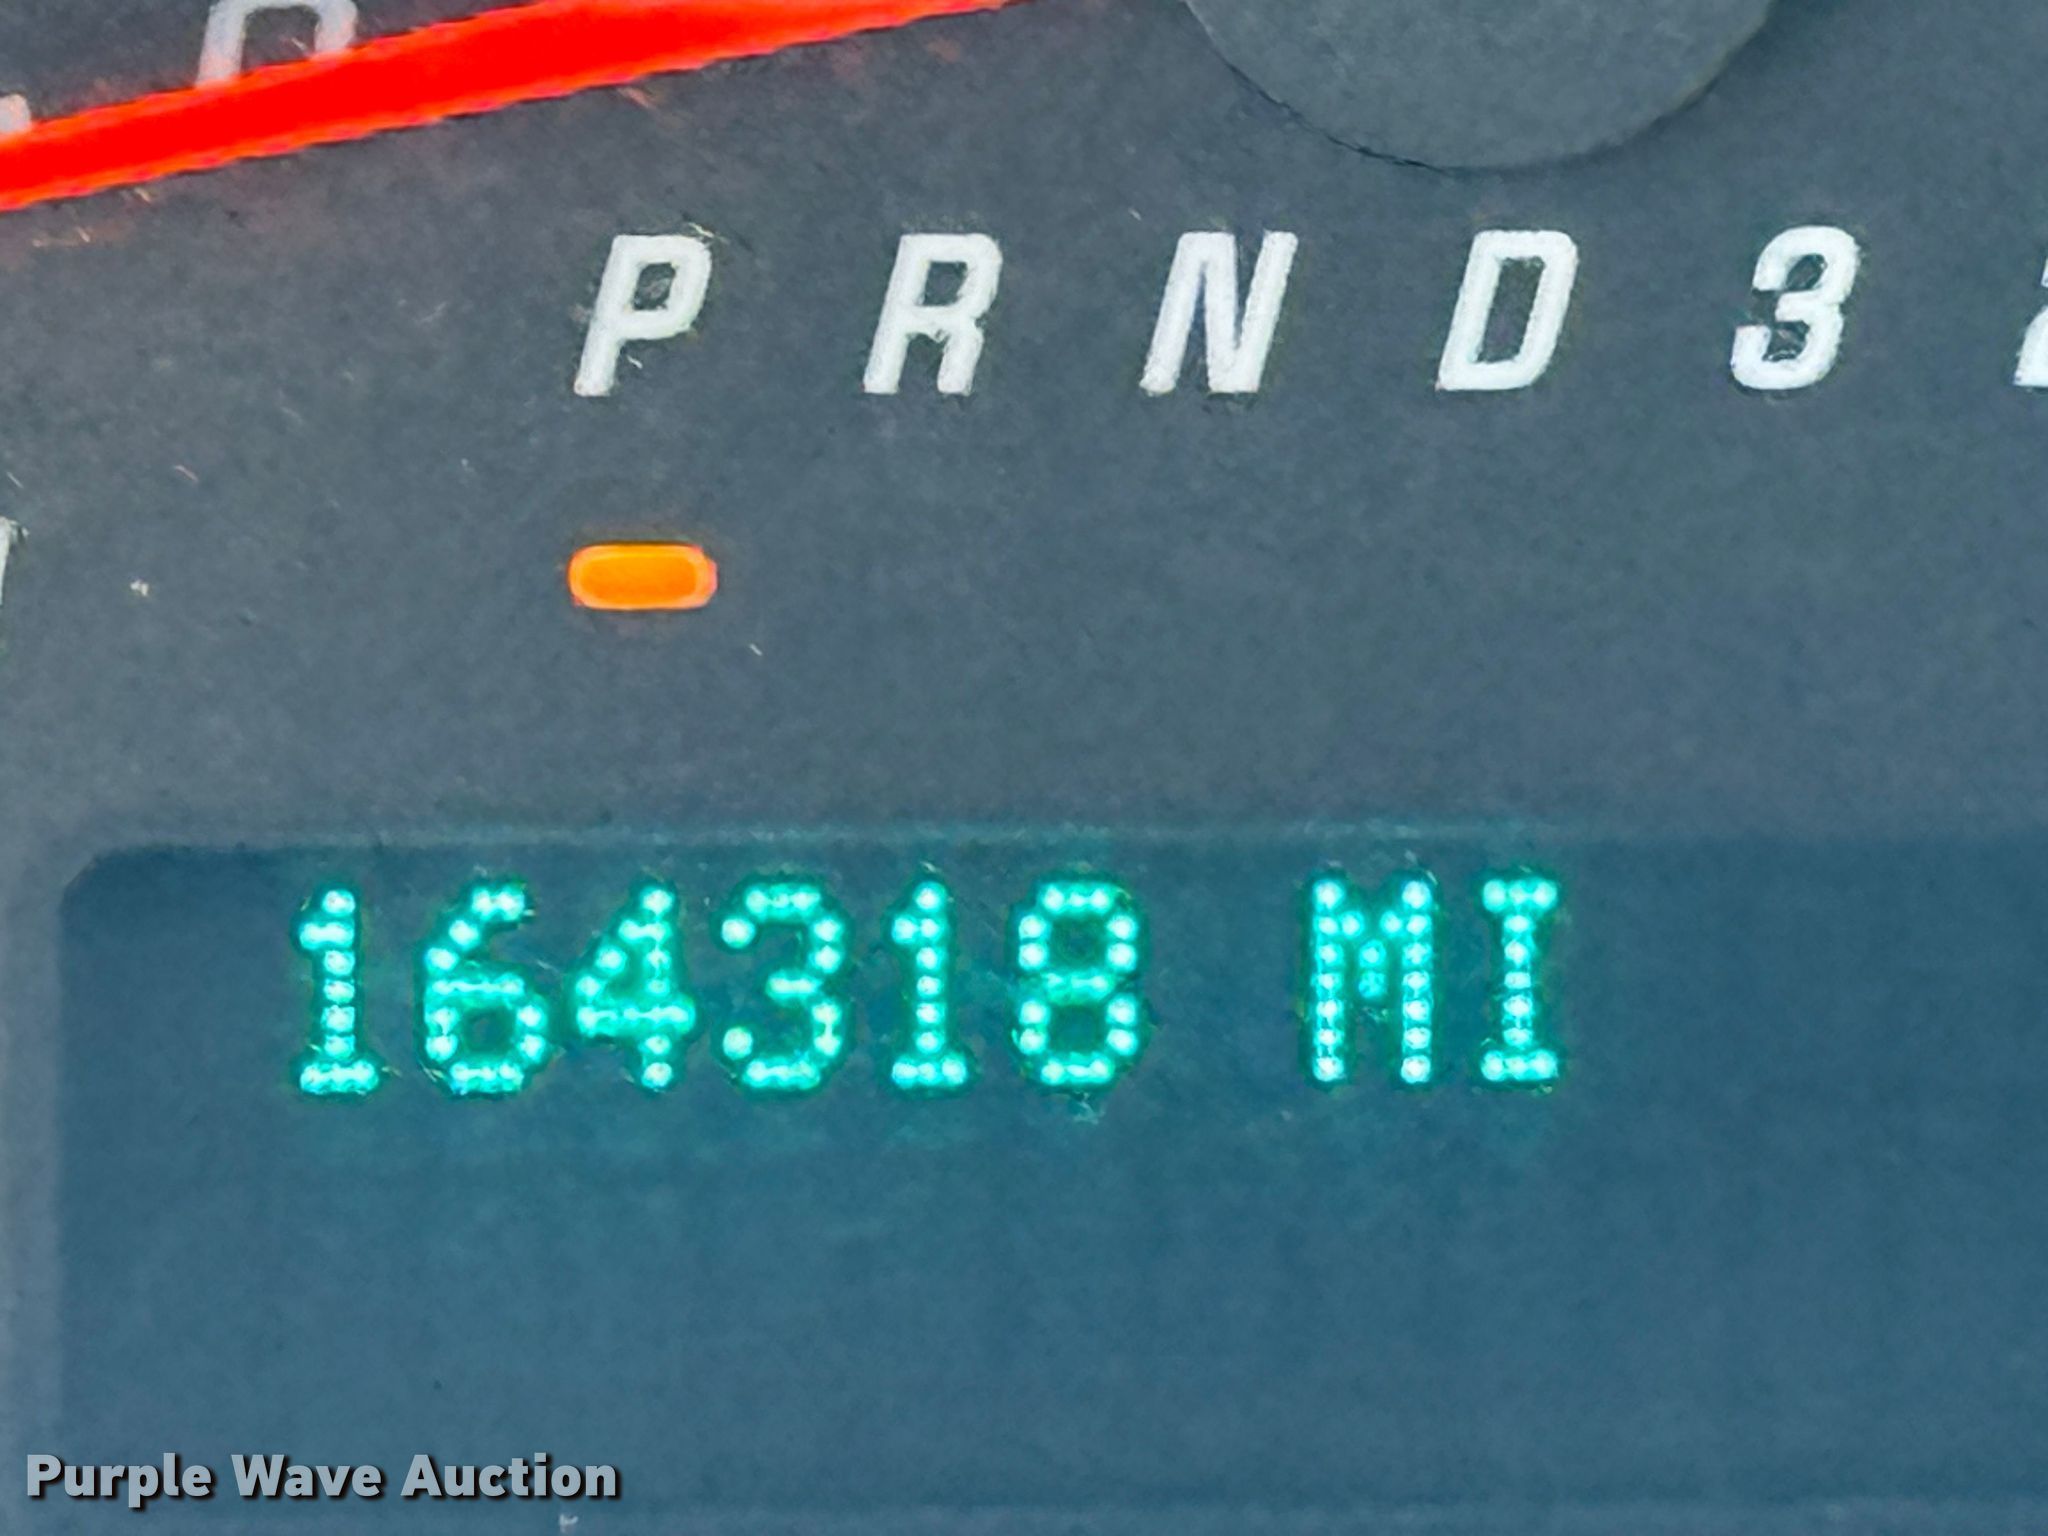 P R N D 3
164318 MI
Purple Wave Auction